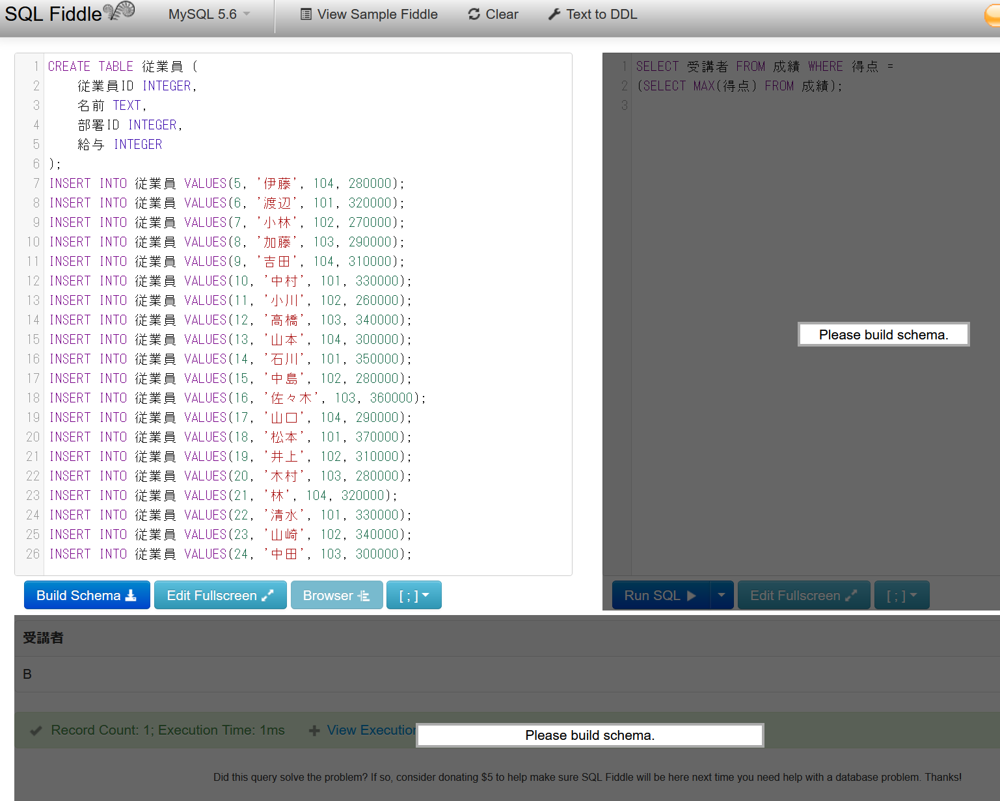 SQL Fiddle MySQL 5.6 View Sample Fiddle Clear Text to DDL
1 CREATE TABLE 従業員 (
2 従業員ID INTEGER,
3 名前 TEXT,
4 部署ID INTEGER,
5 給与 INTEGER
6 );
7 INSERT INTO 従業員 VALUES(5, '伊藤', 104, 280000);
8 INSERT INTO 従業員 VALUES(6, '渡辺', 101, 320000);
9 INSERT INTO 従業員 VALUES(7, '小林', 102, 270000);
10 INSERT INTO 従業員 VALUES(8, '加藤', 103, 290000);
11 INSERT INTO 従業員 VALUES(9, '吉田', 104, 310000);
12 INSERT INTO 従業員 VALUES(10, '中村', 101, 330000);
13 INSERT INTO 従業員 VALUES(11, '小川', 102, 260000);
14 INSERT INTO 従業員 VALUES(12, '高橋', 103, 340000);
15 INSERT INTO 従業員 VALUES(13, '山本', 104, 300000);
16 INSERT INTO 従業員 VALUES(14, '石川', 101, 350000);
17 INSERT INTO 従業員 VALUES(15, '中島', 102, 280000);
18 INSERT INTO 従業員 VALUES(16, '佐々木', 103, 360000);
19 INSERT INTO 従業員 VALUES(17, '山口', 104, 290000);
20 INSERT INTO 従業員 VALUES(18, '松本', 101, 370000);
21 INSERT INTO 従業員 VALUES(19, '井上', 102, 310000);
22 INSERT INTO 従業員 VALUES(20, '木村', 103, 280000);
23 INSERT INTO 従業員 VALUES(21, '林', 104, 320000);
24 INSERT INTO 従業員 VALUES(22, '清水', 101, 330000);
25 INSERT INTO 従業員 VALUES(23, '山崎', 102, 340000);
26 INSERT INTO 従業員 VALUES(24, '中田', 103, 300000);
Build Schema Edit Fullscreen Browser [ ; ]
1 SELECT 受講者 FROM 成績 WHERE 得点 =
2 (SELECT MAX(得点) FROM 成績);
3
Please build schema.
Run SQL Edit Fullscreen [ ; ]
受講者
B
Record Count: 1; Execution Time: 1ms View Execution
Please build schema.
Did this query solve the problem? If so, consider donating $5 to help make sure SQL Fiddle will be here next time you need help with a database problem. Thanks!